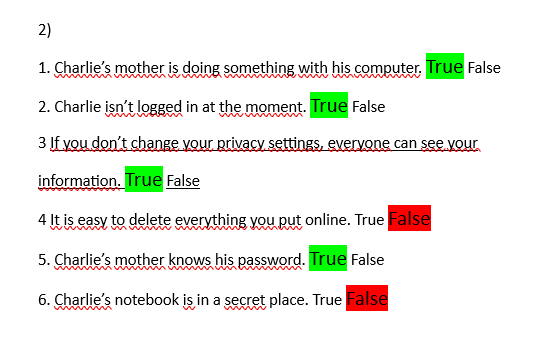 2)
1. Charlie’s mother is doing something with his computer. True False
2. Charlie isn’t logged in at the moment. True False
3 If you don’t change your privacy settings, everyone can see your
information. True False
4 It is easy to delete everything you put online. True False
5. Charlie’s mother knows his password. True False
6. Charlie’s notebook is in a secret place. True False